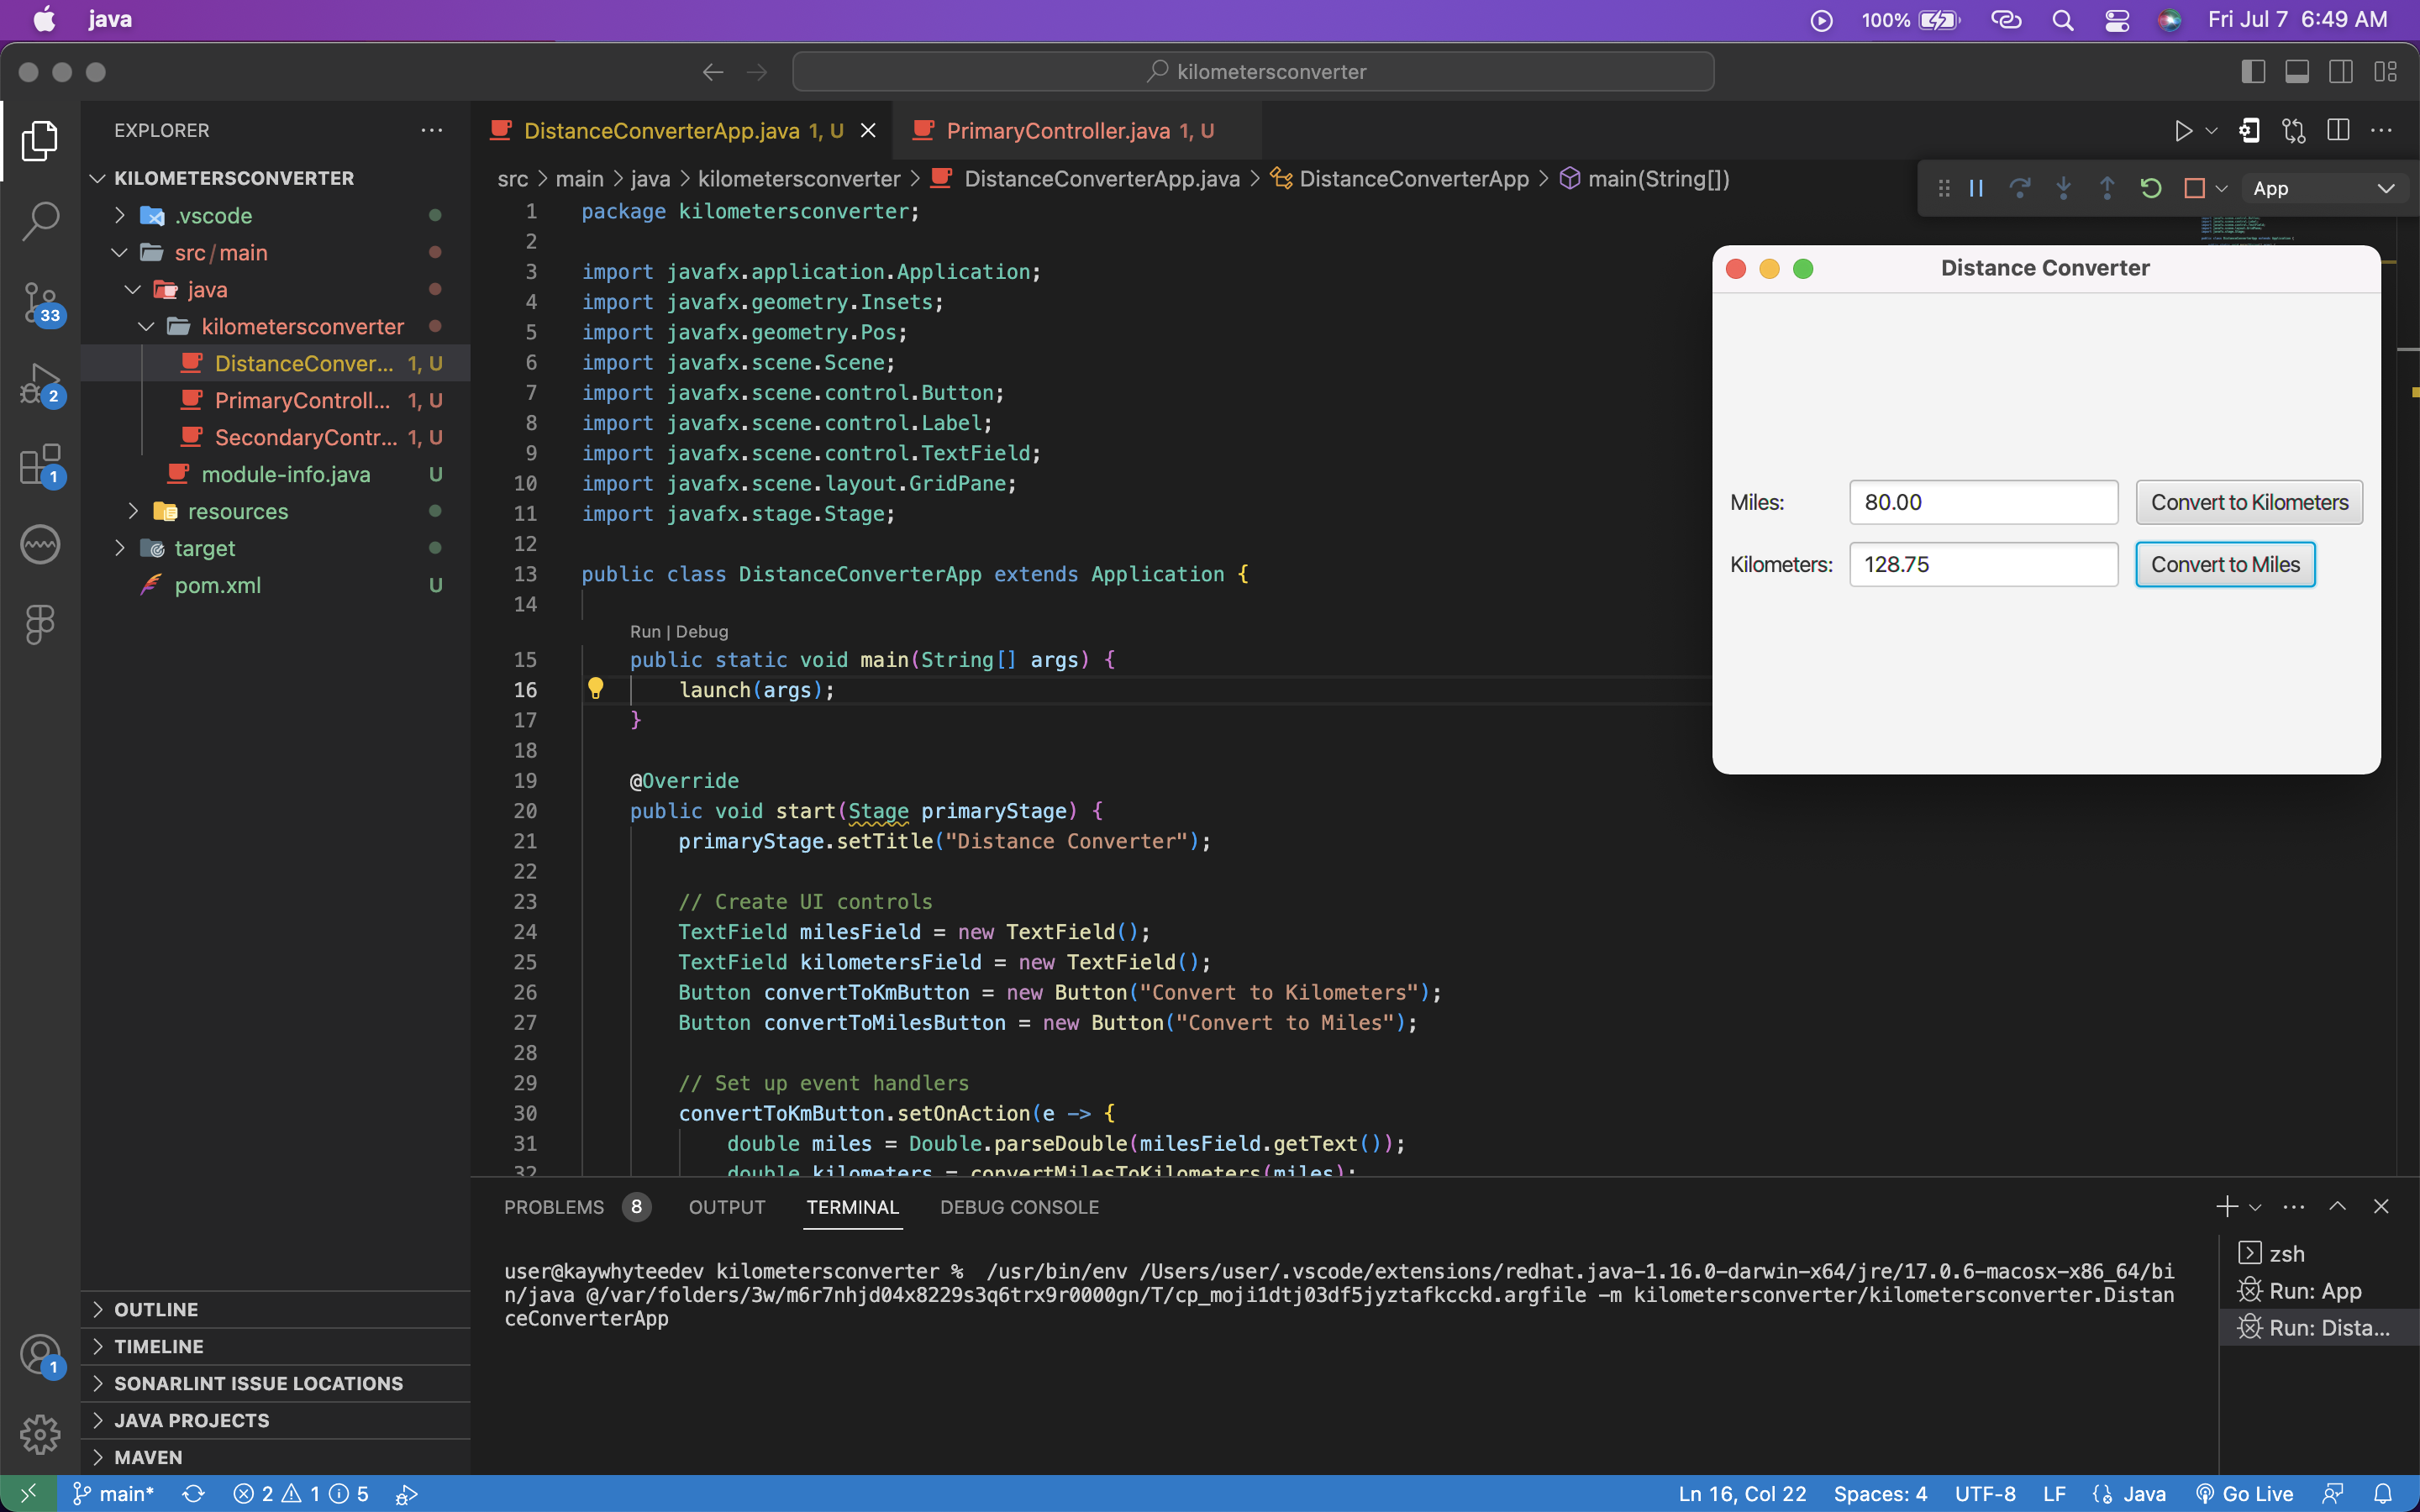 java
100%
Fri Jul 7 6:49 AM
kilometersconverter
EXPLORER
KILOMETERSCONVERTER
.vscode
src/main
java
kilometersconverter
DistanceConver... 1, U
PrimaryControll... 1, U
SecondaryContr... 1, U
module-info.java U
resources
target
pom.xml U
33
2
1
1
OUTLINE
TIMELINE
SONARLINT ISSUE LOCATIONS
JAVA PROJECTS
MAVEN
DistanceConverterApp.java 1, U
PrimaryController.java 1, U
src > main > java > kilometersconverter > DistanceConverterApp.java > DistanceConverterApp > main(String[])
App
1 package kilometersconverter;
2
3 import javafx.application.Application;
4 import javafx.geometry.Insets;
5 import javafx.geometry.Pos;
6 import javafx.scene.Scene;
7 import javafx.scene.control.Button;
8 import javafx.scene.control.Label;
9 import javafx.scene.control.TextField;
10 import javafx.scene.layout.GridPane;
11 import javafx.stage.Stage;
12
13 public class DistanceConverterApp extends Application {
14
Run | Debug
15 public static void main(String[] args) {
16 launch(args);
17 }
18
19 @Override
20 public void start(Stage primaryStage) {
21 primaryStage.setTitle("Distance Converter");
22
23 // Create UI controls
24 TextField milesField = new TextField();
25 TextField kilometersField = new TextField();
26 Button convertToKmButton = new Button("Convert to Kilometers");
27 Button convertToMilesButton = new Button("Convert to Miles");
28
29 // Set up event handlers
30 convertToKmButton.setOnAction(e -> {
31 double miles = Double.parseDouble(milesField.getText());
32 double kilometers = convertMilesToKilometers(miles);
Distance Converter
Miles: 80.00 Convert to Kilometers
Kilometers: 128.75 Convert to Miles
PROBLEMS 8 OUTPUT TERMINAL DEBUG CONSOLE
user@kaywhyteedev kilometersconverter % /usr/bin/env /Users/user/.vscode/extensions/redhat.java-1.16.0-darwin-x64/jre/17.0.6-macosx-x86_64/bi
n/java @/var/folders/3w/m6r7nhjd04x8229s3q6trx9r0000gn/T/cp_moji1dtj03df5jyztafkcckd.argfile -m kilometersconverter/kilometersconverter.Distan
ceConverterApp
zsh
Run: App
Run: Dista...
main* 2 1 5
Ln 16, Col 22 Spaces: 4 UTF-8 LF Java Go Live